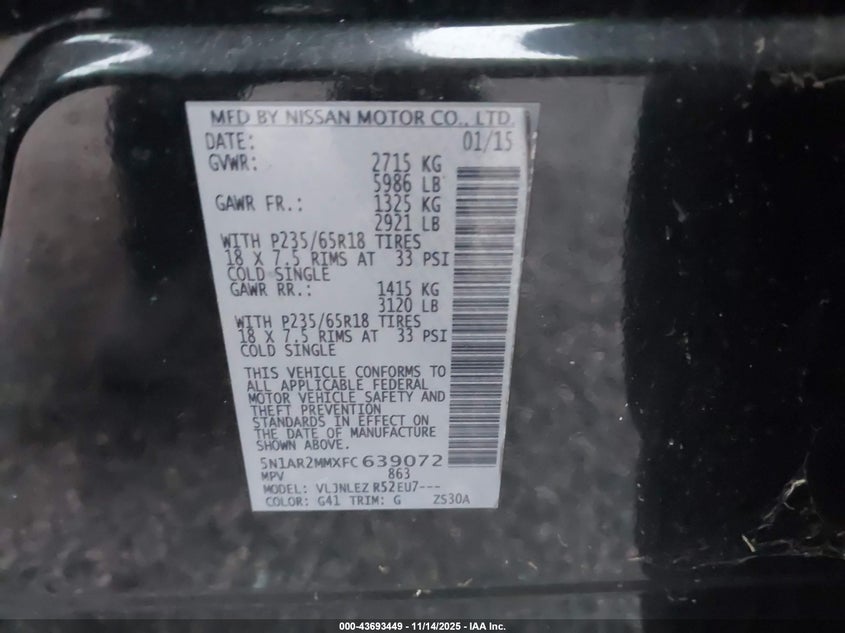 MFD BY NISSAN MOTOR CO., LTD.
DATE: 01/15
GVWR: 2715 KG
5986 LB
GAWR FR.: 1325 KG
2921 LB
WITH P235/65R18 TIRES
18 X 7.5 RIMS AT 33 PSI
COLD SINGLE
GAWR RR.: 1415 KG
3120 LB
WITH P235/65R18 TIRES
18 X 7.5 RIMS AT 33 PSI
COLD SINGLE
THIS VEHICLE CONFORMS TO
ALL APPLICABLE FEDERAL
MOTOR VEHICLE SAFETY AND
THEFT PREVENTION
STANDARDS IN EFFECT ON
THE DATE OF MANUFACTURE
SHOWN ABOVE.
5N1AR2MMXFC639072
MPV 863
MODEL: VLJNLEZ R52EU7---
COLOR: G41 TRIM: G ZS30A
000-43693449 - 11/14/2025 - IAA Inc.